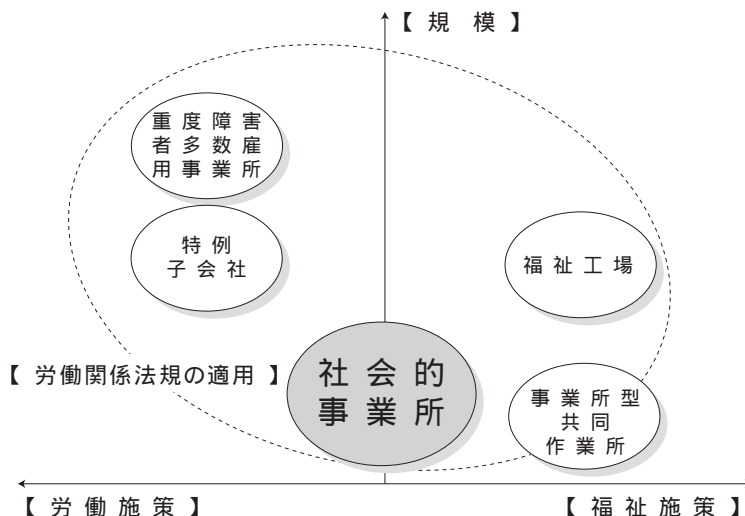 【 規 模 】
重度障害
者多数雇
用事業所
特例
子会社
福祉工場
【 労働関係法規の適用 】
社会的
事業所
事業所型
共同
作業所
【 労働施策 】
【 福祉施策 】